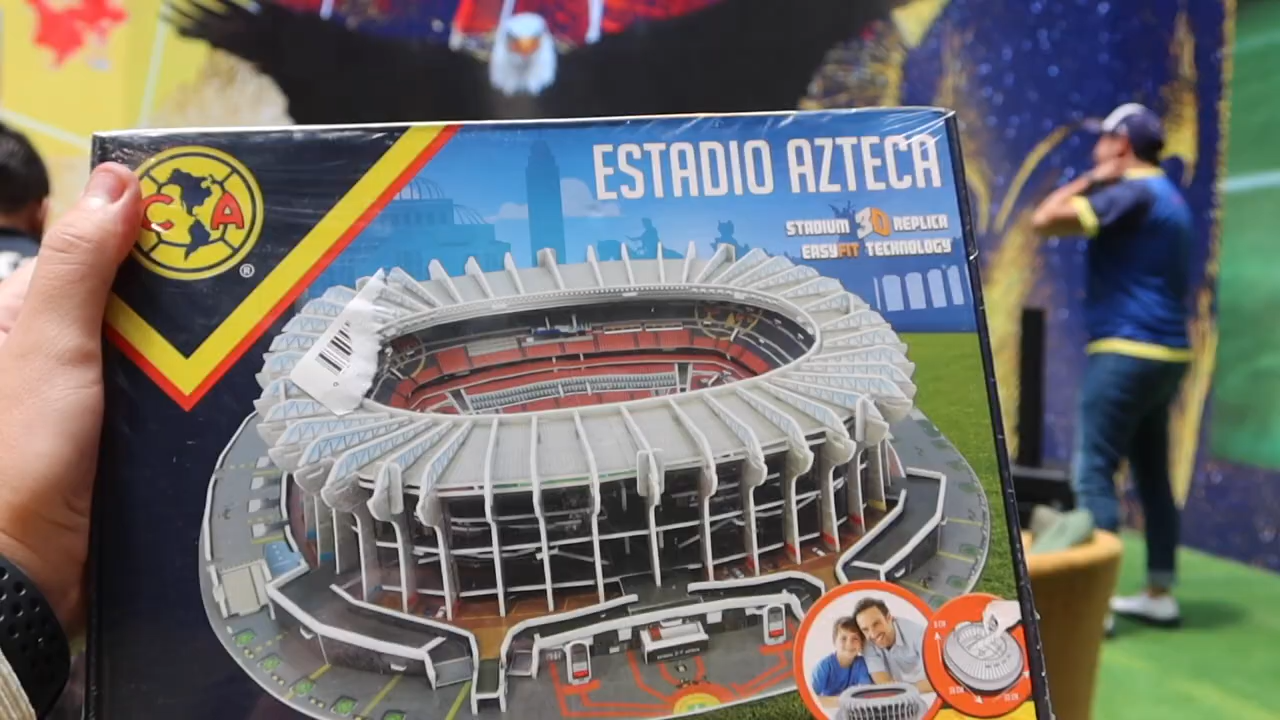 ESTADIO AZTECA
STADIUM 3D REPLICA
EASYFIT TECHNOLOGY
CA
®